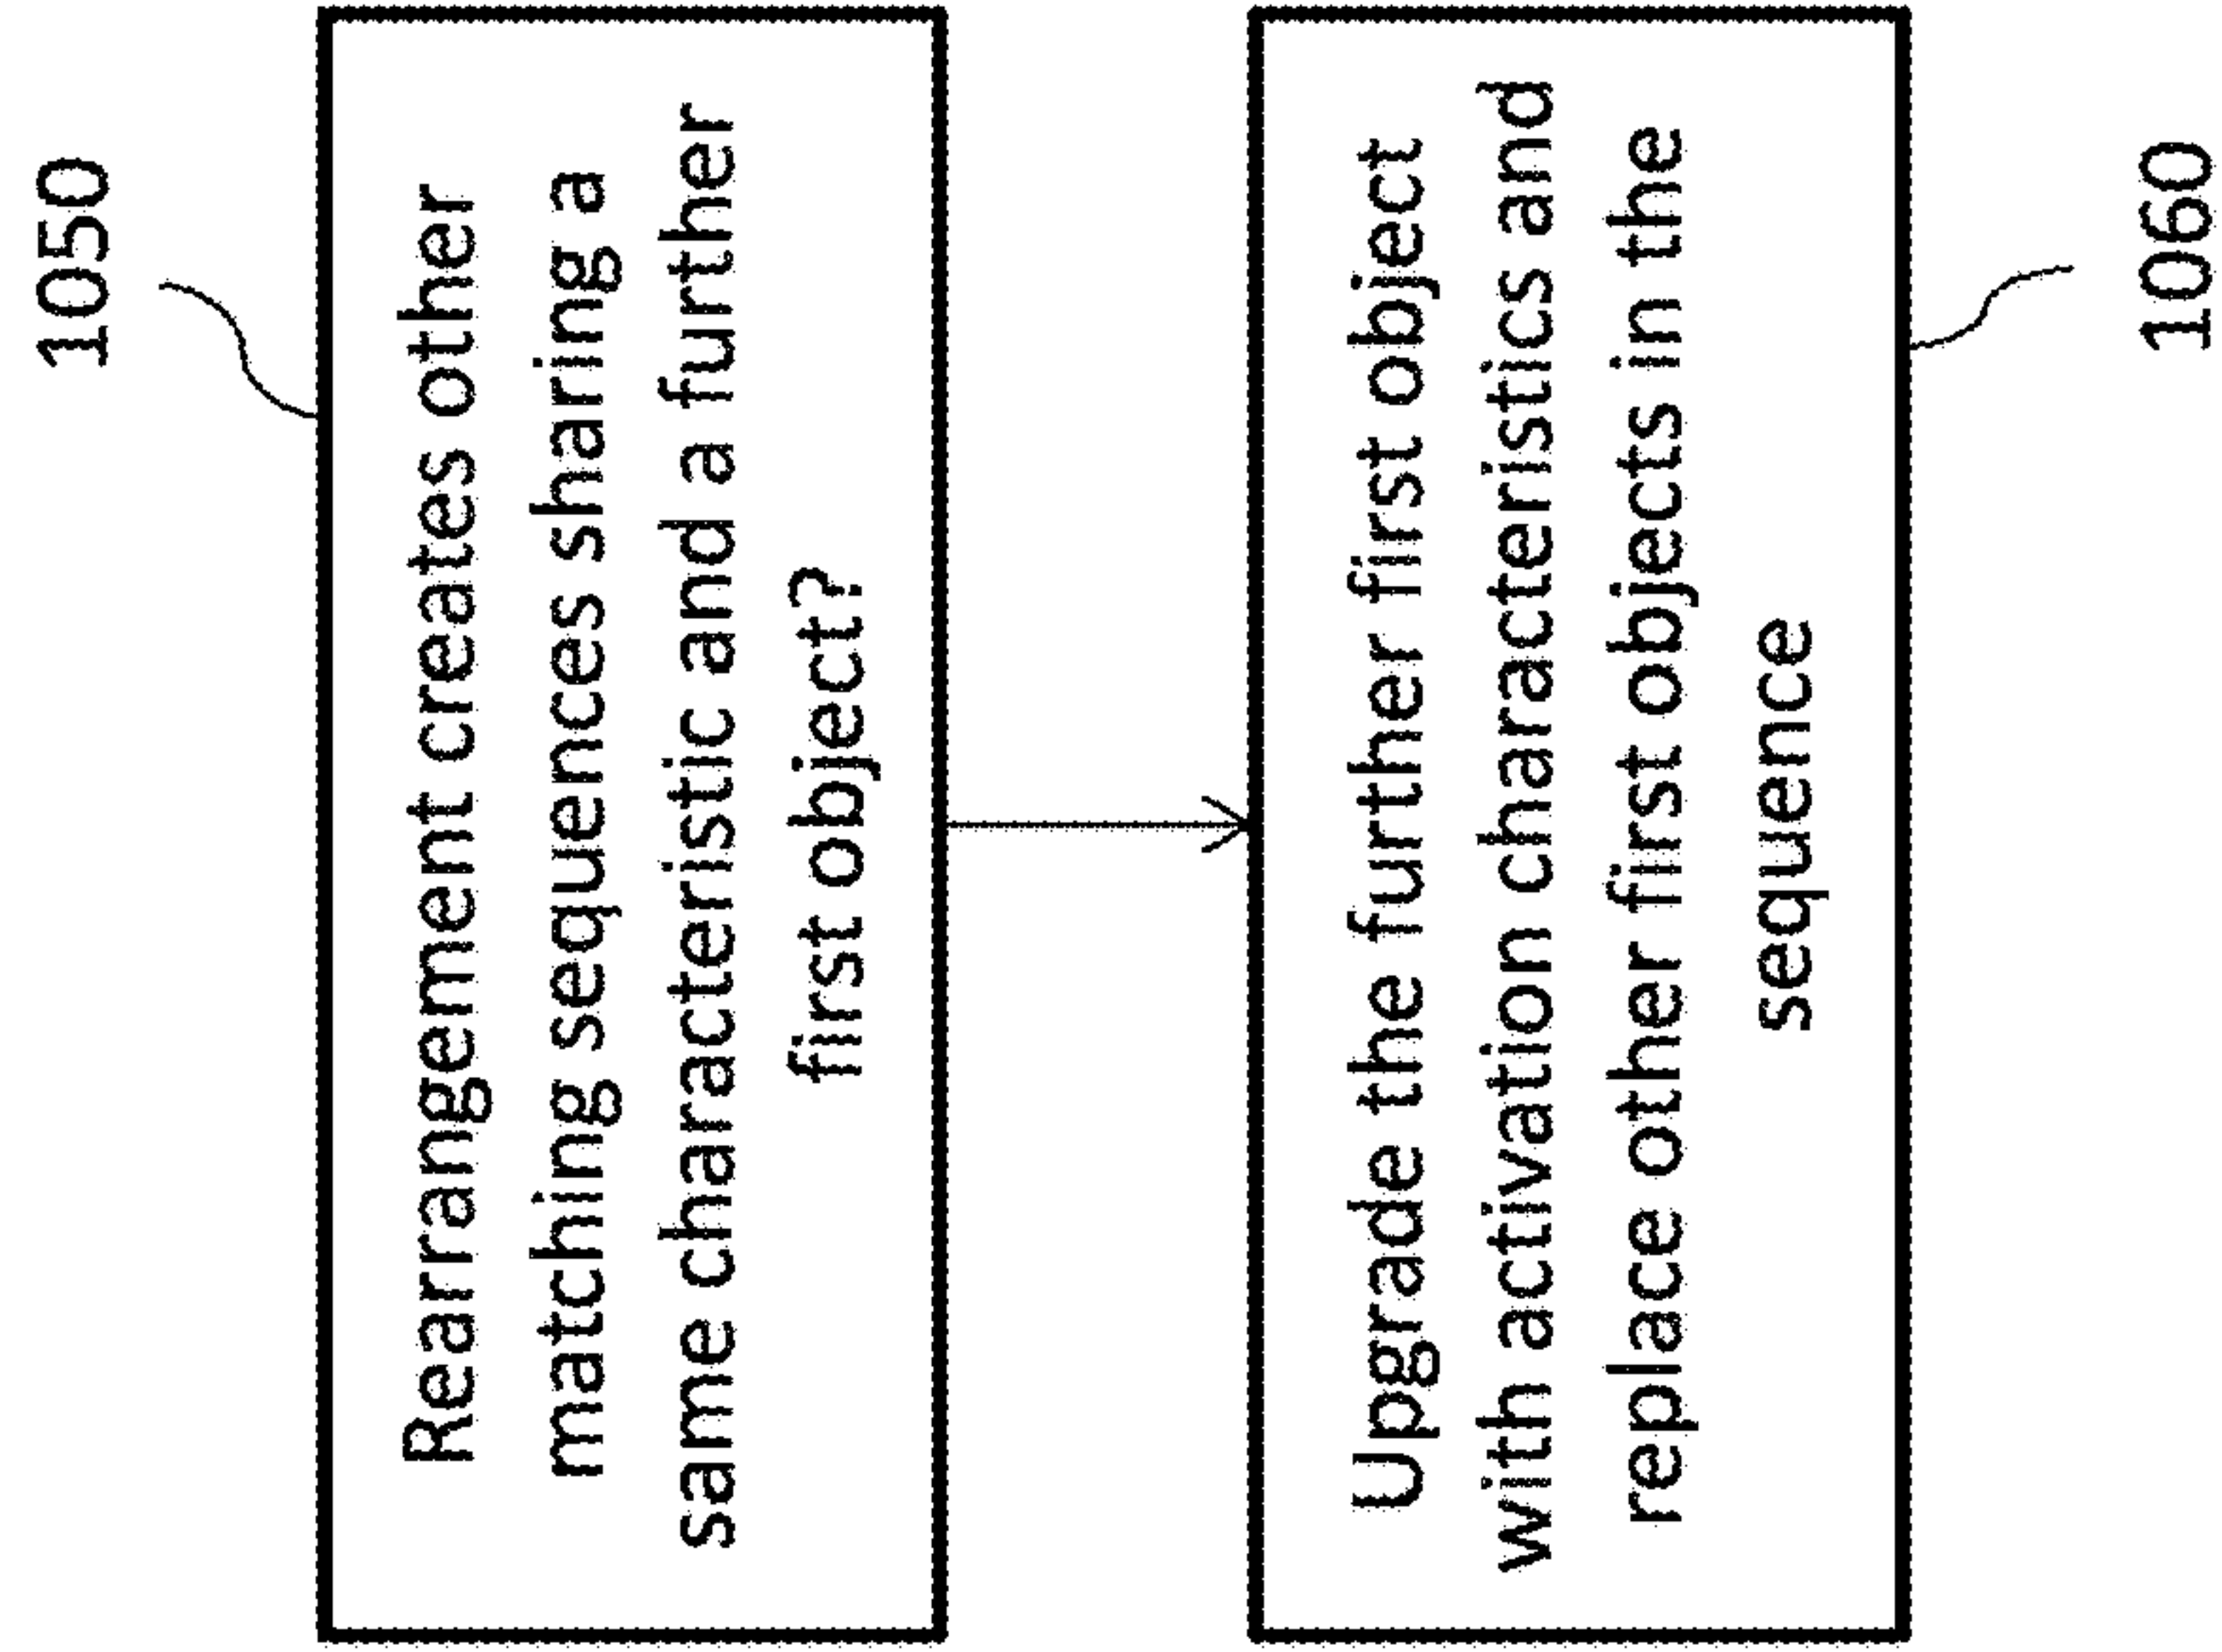 1050
Rearrangement creates other
matching sequences sharing a
same characteristic and a further
first object?
Upgrade the further first object
with activation characteristics and
replace other first objects in the
sequence
1060